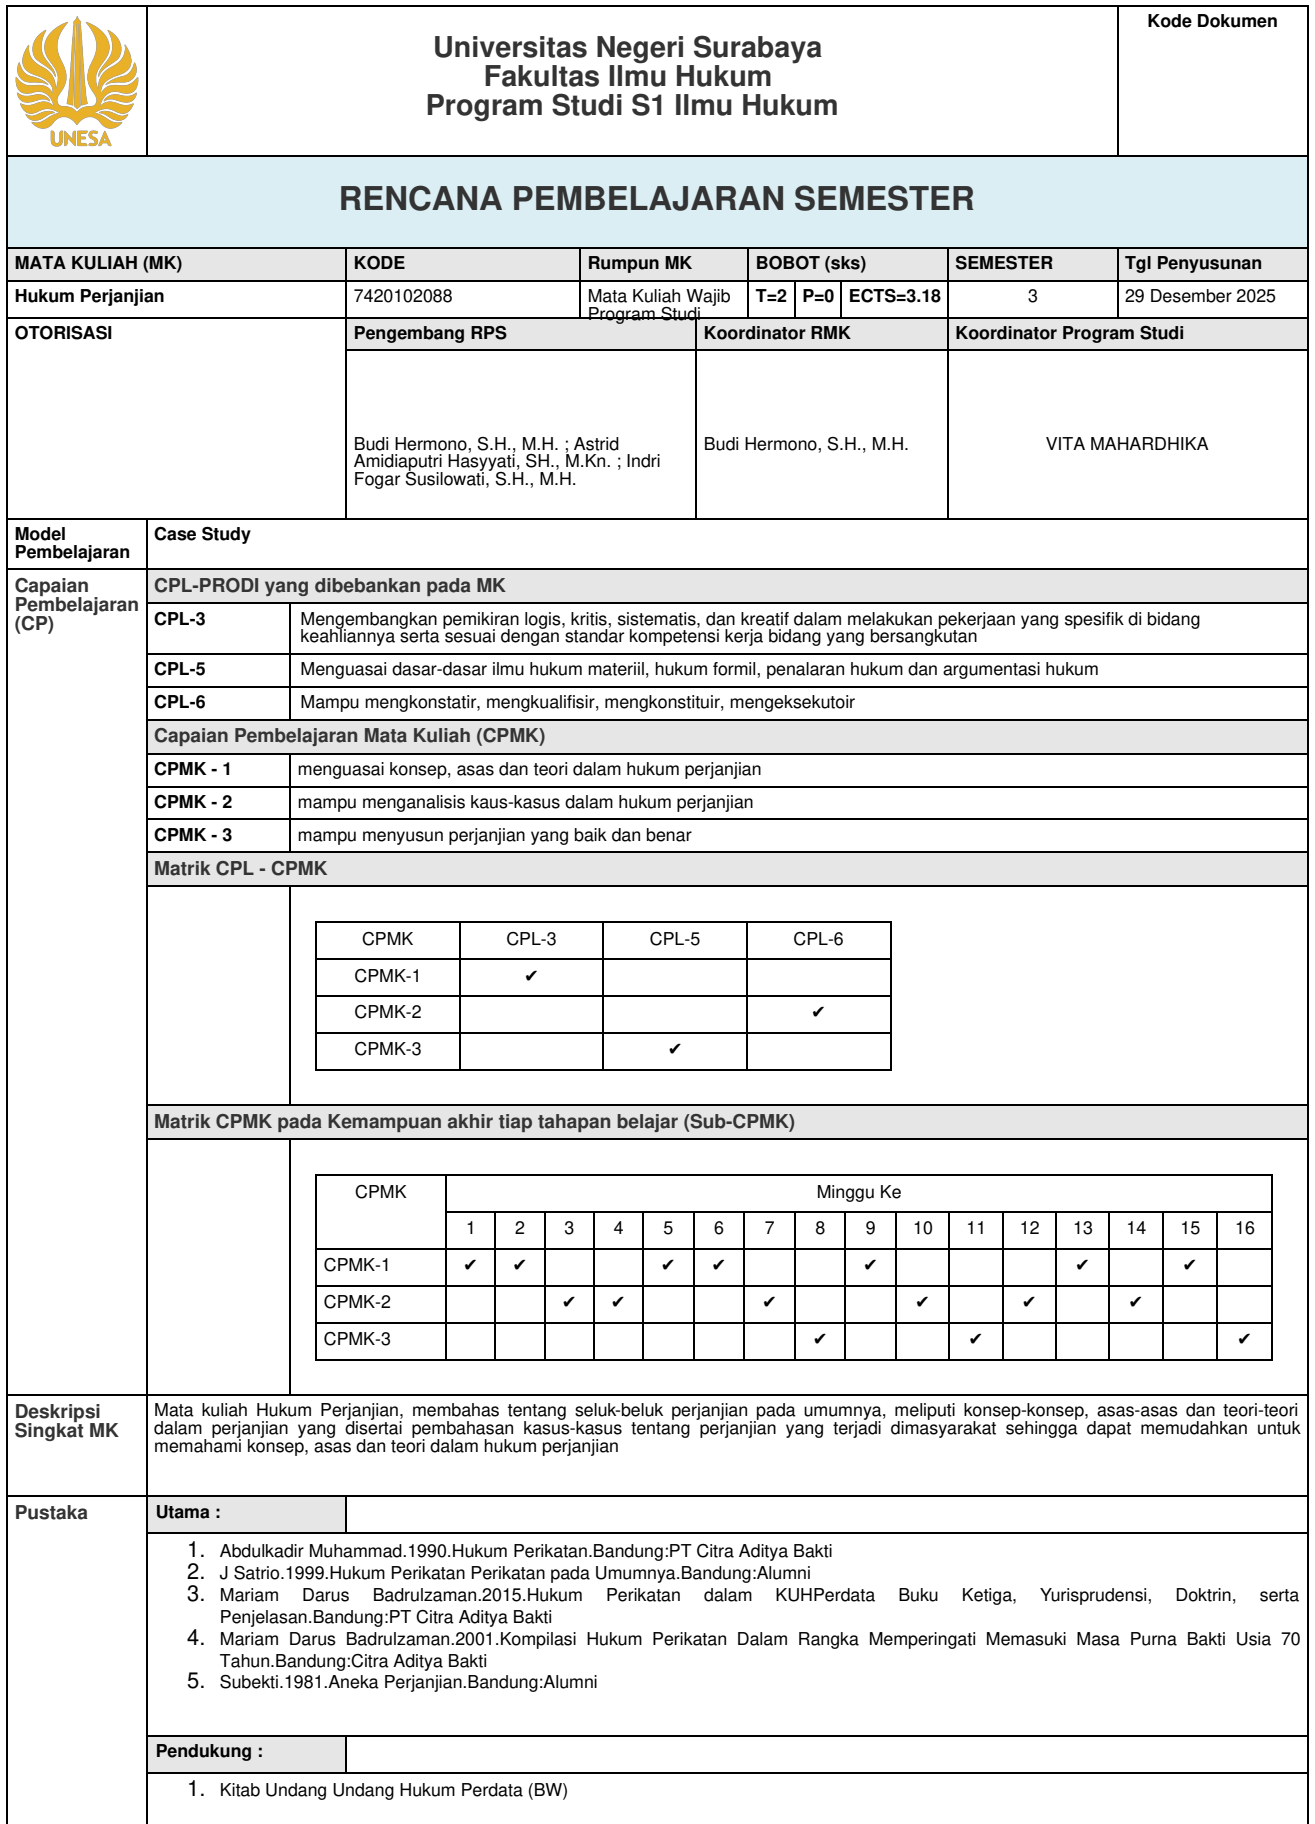 UNESA
Universitas Negeri Surabaya
Fakultas Ilmu Hukum
Program Studi S1 Ilmu Hukum
Kode Dokumen
RENCANA PEMBELAJARAN SEMESTER
MATA KULIAH (MK) KODE Rumpun MK BOBOT (sks) SEMESTER Tgl Penyusunan
Hukum Perjanjian 7420102088 Mata Kuliah Wajib Program Studi T=2 P=0 ECTS=3.18 3 29 Desember 2025
OTORISASI Pengembang RPS Koordinator RMK Koordinator Program Studi
Budi Hermono, S.H., M.H. ; Astrid
Amidiaputri Hasyyati, SH., M.Kn. ; Indri
Fogar Susilowati, S.H., M.H.
Budi Hermono, S.H., M.H.
VITA MAHARDHIKA
Model
Pembelajaran
Case Study
Capaian
Pembelajaran
(CP)
CPL-PRODI yang dibebankan pada MK
CPL-3 Mengembangkan pemikiran logis, kritis, sistematis, dan kreatif dalam melakukan pekerjaan yang spesifik di bidang
keahliannya serta sesuai dengan standar kompetensi kerja bidang yang bersangkutan
CPL-5 Menguasai dasar-dasar ilmu hukum materiil, hukum formil, penalaran hukum dan argumentasi hukum
CPL-6 Mampu mengkonstatir, mengkualifisir, mengkonstituir, mengeksekutoir
Capaian Pembelajaran Mata Kuliah (CPMK)
CPMK - 1 menguasai konsep, asas dan teori dalam hukum perjanjian
CPMK - 2 mampu menganalisis kaus-kasus dalam hukum perjanjian
CPMK - 3 mampu menyusun perjanjian yang baik dan benar
Matrik CPL - CPMK
CPMK CPL-3 CPL-5 CPL-6
CPMK-1 ✔
CPMK-2 ✔
CPMK-3 ✔
Matrik CPMK pada Kemampuan akhir tiap tahapan belajar (Sub-CPMK)
CPMK Minggu Ke
1 2 3 4 5 6 7 8 9 10 11 12 13 14 15 16
CPMK-1 ✔ ✔ ✔ ✔ ✔ ✔ ✔
CPMK-2 ✔ ✔ ✔ ✔ ✔ ✔
CPMK-3 ✔ ✔ ✔
Deskripsi
Singkat MK
Mata kuliah Hukum Perjanjian, membahas tentang seluk-beluk perjanjian pada umumnya, meliputi konsep-konsep, asas-asas dan teori-teori
dalam perjanjian yang disertai pembahasan kasus-kasus tentang perjanjian yang terjadi dimasyarakat sehingga dapat memudahkan untuk
memahami konsep, asas dan teori dalam hukum perjanjian
Pustaka
Utama :
1. Abdulkadir Muhammad.1990.Hukum Perikatan.Bandung:PT Citra Aditya Bakti
2. J Satrio.1999.Hukum Perikatan Perikatan pada Umumnya.Bandung:Alumni
3. Mariam Darus Badrulzaman.2015.Hukum Perikatan dalam KUHPerdata Buku Ketiga, Yurisprudensi, Doktrin, serta
Penjelasan.Bandung:PT Citra Aditya Bakti
4. Mariam Darus Badrulzaman.2001.Kompilasi Hukum Perikatan Dalam Rangka Memperingati Memasuki Masa Purna Bakti Usia 70
Tahun.Bandung:Citra Aditya Bakti
5. Subekti.1981.Aneka Perjanjian.Bandung:Alumni
Pendukung :
1. Kitab Undang Undang Hukum Perdata (BW)